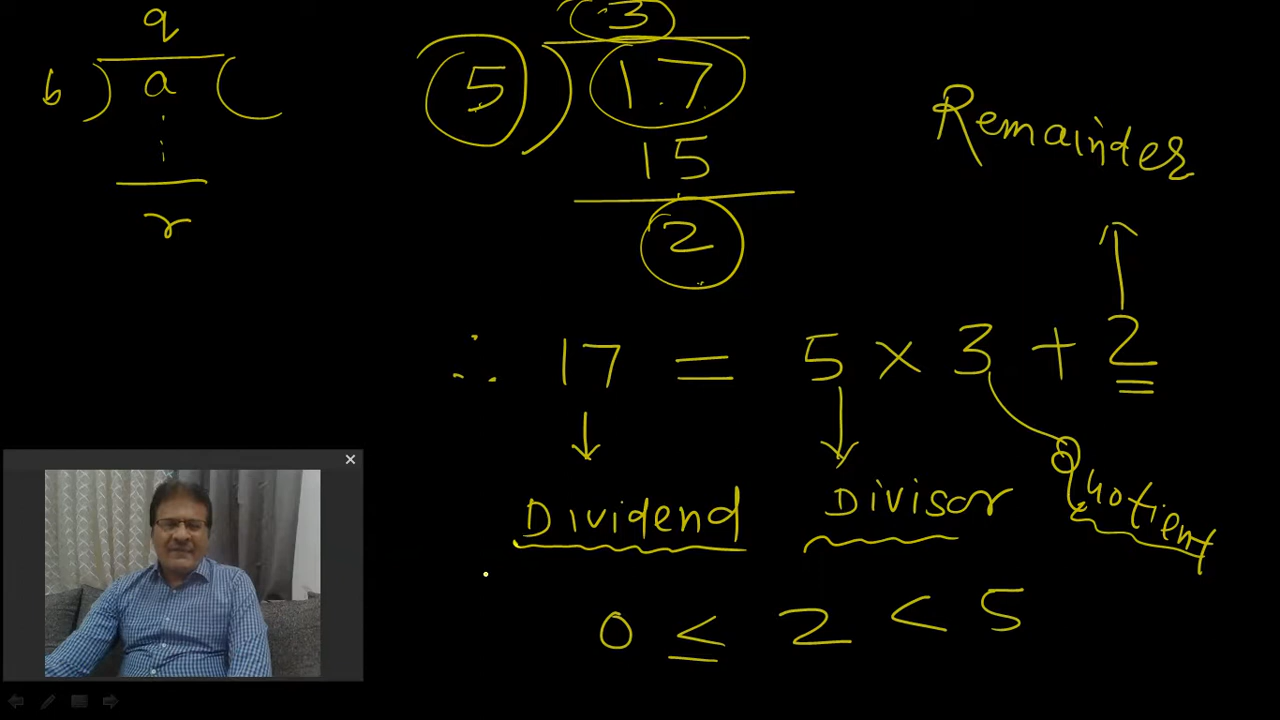 q
b ) a (
r
3
5 ) 17
15
2
Remainder
∴ 17 = 5 × 3 + 2
Dividend Divisor Quotient
0 ≤ 2 < 5